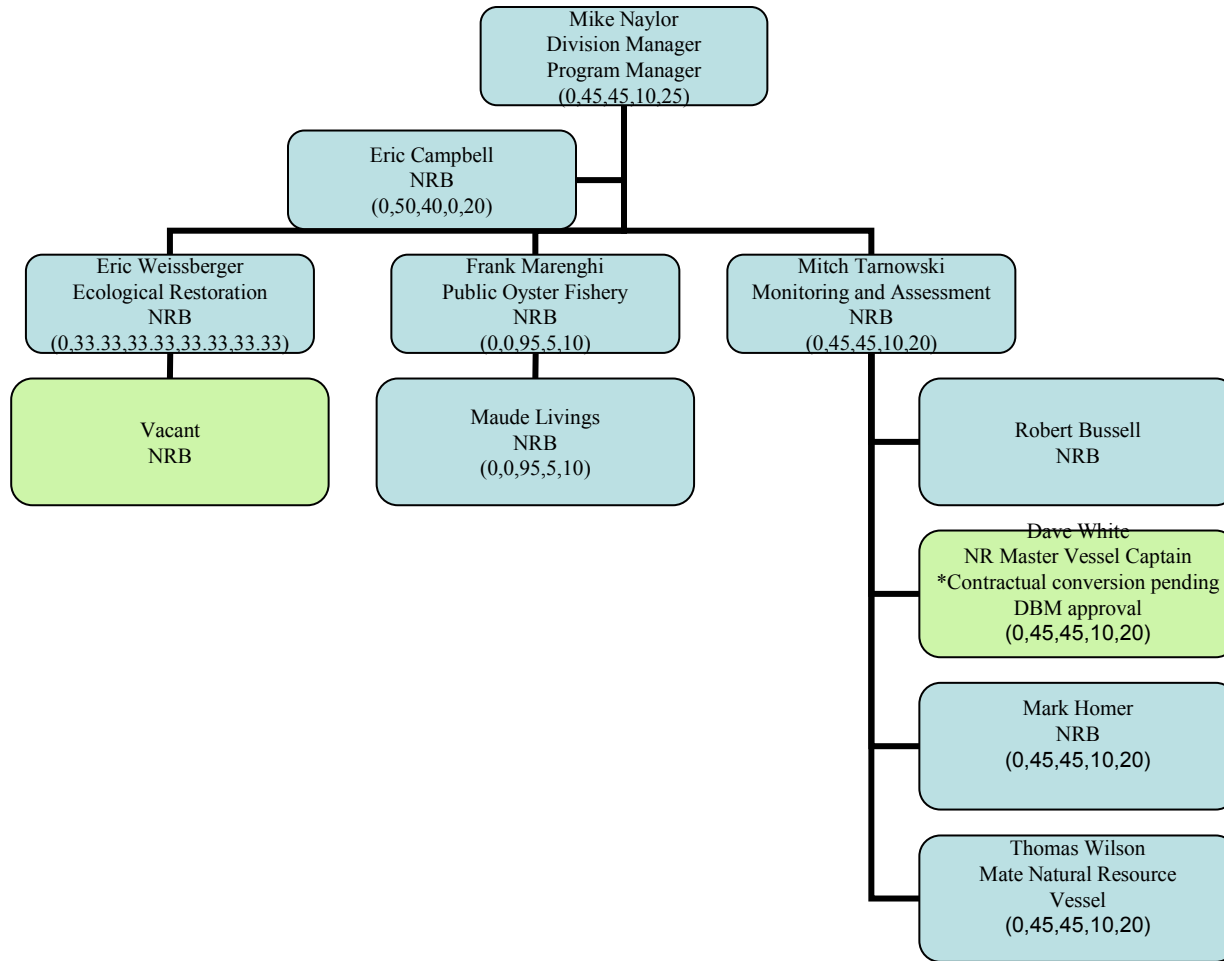 Mike Naylor
Division Manager
Program Manager
(0,45,45,10,25)
Eric Campbell
NRB
(0,50,40,0,20)
Eric Weissberger
Ecological Restoration
NRB
(0,33.33,33.33,33.33,33.33)
Frank Marenghi
Public Oyster Fishery
NRB
(0,0,95,5,10)
Mitch Tarnowski
Monitoring and Assessment
NRB
(0,45,45,10,20)
Vacant
NRB
Maude Livings
NRB
(0,0,95,5,10)
Robert Bussell
NRB
Dave White
NR Master Vessel Captain
*Contractual conversion pending
DBM approval
(0,45,45,10,20)
Mark Homer
NRB
(0,45,45,10,20)
Thomas Wilson
Mate Natural Resource
Vessel
(0,45,45,10,20)